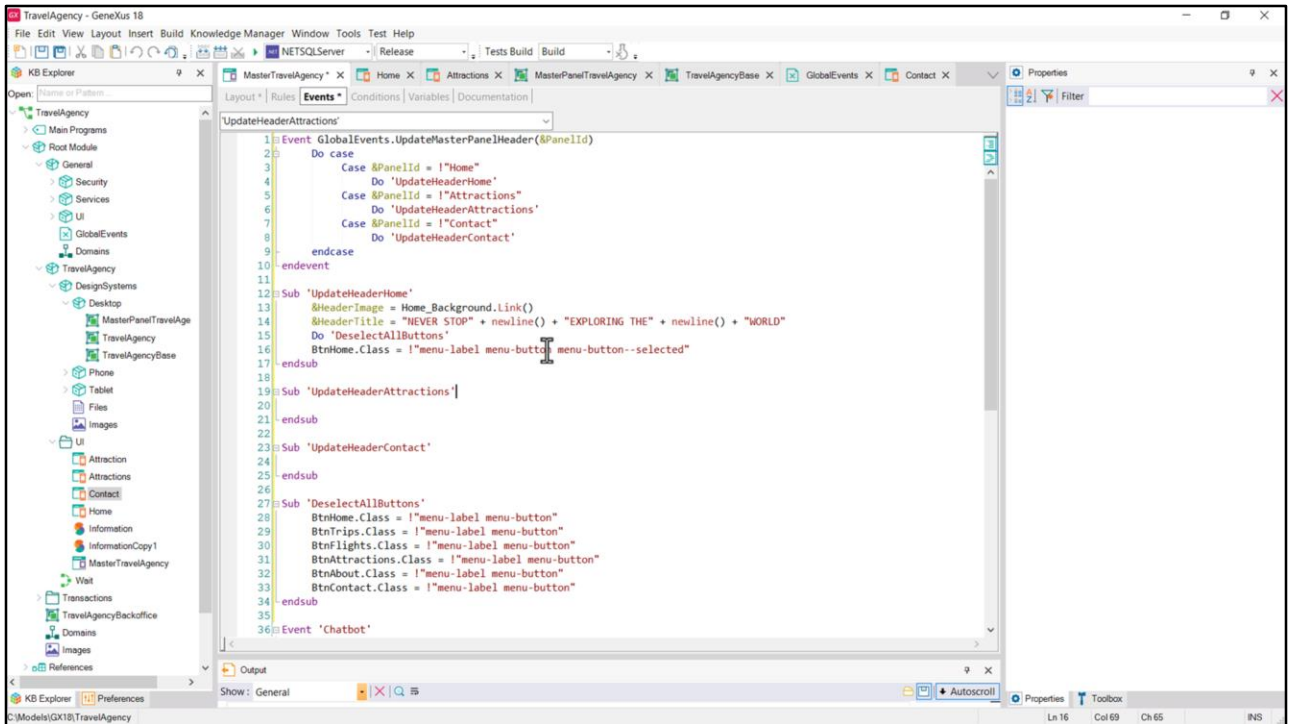 GX TravelAgency - GeneXus 18
File Edit View Layout Insert Build Knowledge Manager Window Tools Test Help
NETSQLServer Release Tests Build Build
KB Explorer
Open: Name or Pattern...
TravelAgency
Main Programs
Root Module
General
Security
Services
UI
GlobalEvents
Domains
TravelAgency
DesignSystems
Desktop
MasterPanelTravelAge
TravelAgency
TravelAgencyBase
Phone
Tablet
Files
Images
UI
Attraction
Attractions
Contact
Home
Information
InformationCopy1
MasterTravelAgency
Wait
Transactions
TravelAgencyBackoffice
Domains
Images
References
KB Explorer Preferences
MasterTravelAgency * X Home X Attractions X MasterPanelTravelAgency X TravelAgencyBase X GlobalEvents X Contact X
Layout * | Rules | Events * | Conditions | Variables | Documentation |
'UpdateHeaderAttractions'
1 Event GlobalEvents.UpdateMasterPanelHeader(&PanelId)
2 Do case
3 Case &PanelId = !"Home"
4 Do 'UpdateHeaderHome'
5 Case &PanelId = !"Attractions"
6 Do 'UpdateHeaderAttractions'
7 Case &PanelId = !"Contact"
8 Do 'UpdateHeaderContact'
9 endcase
10 endevent
11
12 Sub 'UpdateHeaderHome'
13 &HeaderImage = Home_Background.Link()
14 &HeaderTitle = "NEVER STOP" + newline() + "EXPLORING THE" + newline() + "WORLD"
15 Do 'DeselectAllButtons'
16 BtnHome.Class = !"menu-label menu-button menu-button--selected"
17 endsub
18
19 Sub 'UpdateHeaderAttractions'
20
21 endsub
22
23 Sub 'UpdateHeaderContact'
24
25 endsub
26
27 Sub 'DeselectAllButtons'
28 BtnHome.Class = !"menu-label menu-button"
29 BtnTrips.Class = !"menu-label menu-button"
30 BtnFlights.Class = !"menu-label menu-button"
31 BtnAttractions.Class = !"menu-label menu-button"
32 BtnAbout.Class = !"menu-label menu-button"
33 BtnContact.Class = !"menu-label menu-button"
34 endsub
35
36 Event 'Chatbot'
Output
Show: General Autoscroll
Properties
Filter
Properties Toolbox
C:\Models\GX18\TravelAgency Ln 16 Col 69 Ch 65 INS